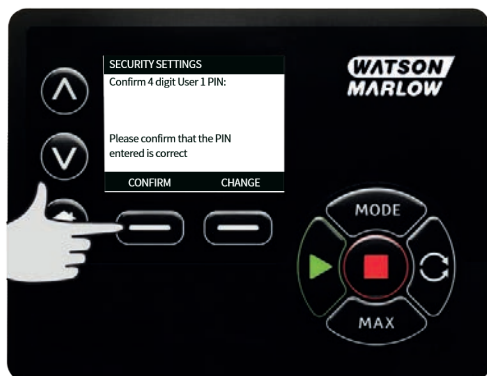 SECURITY SETTINGS
Confirm 4 digit User 1 PIN:
Please confirm that the PIN
entered is correct
CONFIRM CHANGE
WATSON
MARLOW
MODE
MAX